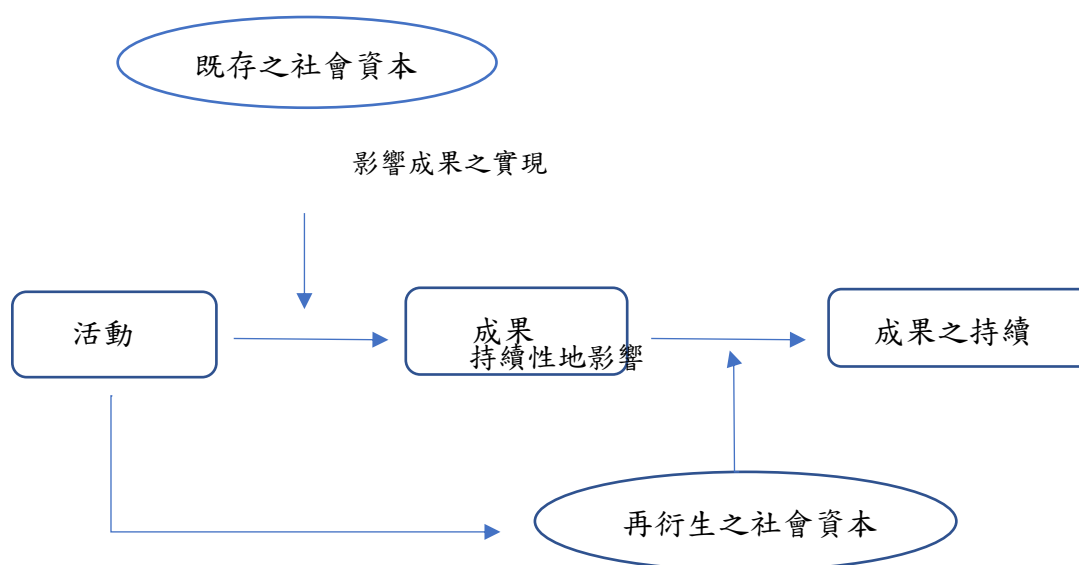 既存之社會資本
影響成果之實現
活動
成果
持續性地影響
成果之持續
再衍生之社會資本